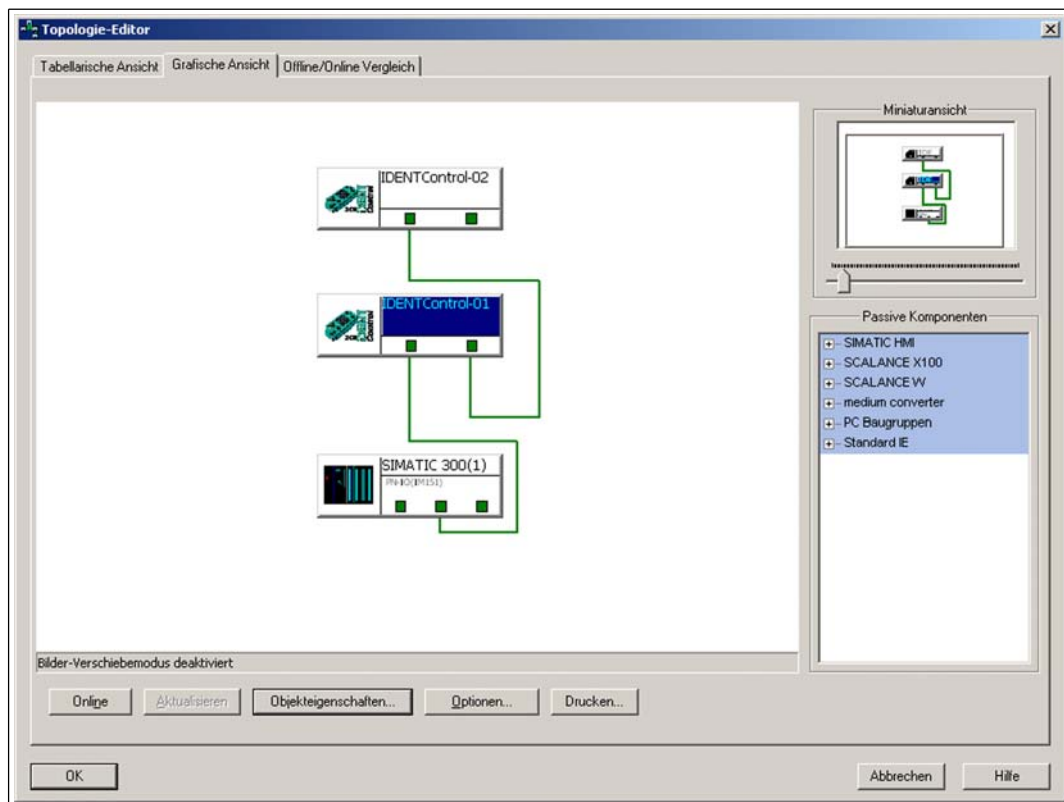 Topologie-Editor
Tabellarische Ansicht
Grafische Ansicht
Offline/Online Vergleich
IDENTControl-02
IDENTControl-01
SIMATIC 300(1)
PN-IO(IM151)
Miniaturansicht
Passive Komponenten
SIMATIC HMI
SCALANCE X100
SCALANCE W
medium converter
PC Baugruppen
Standard IE
Bilder-Verschiebemodus deaktiviert
Online
Aktualisieren
Objekteigenschaften...
Optionen...
Drucken...
OK
Abbrechen
Hilfe